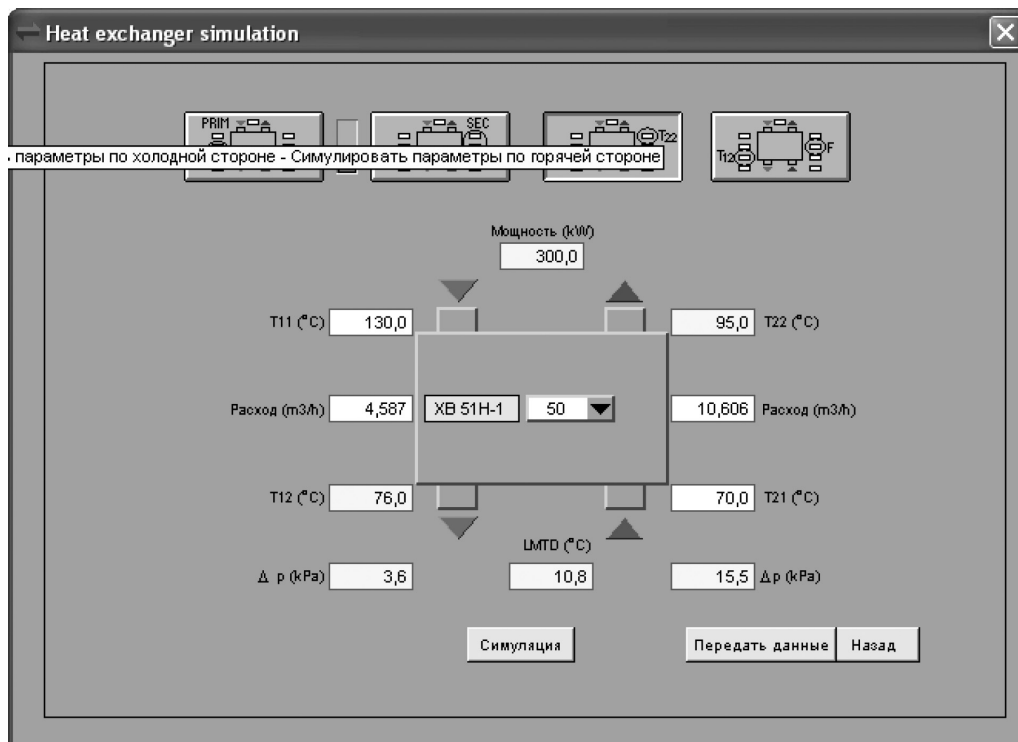 Heat exchanger simulation
PRIM
SEC
T22
T12
F
ь параметры по холодной стороне - Симулировать параметры по горячей стороне
Мощность (kW)
300,0
T11 (°C) 130,0
95,0 T22 (°C)
Расход (m3/h) 4,587
XB 51H-1 50
10,606 Расход (m3/h)
T12 (°C) 76,0
70,0 T21 (°C)
LMTD (°C)
Δ p (kPa) 3,6
10,8
15,5 Δp (kPa)
Симуляция
Передать данные
Назад